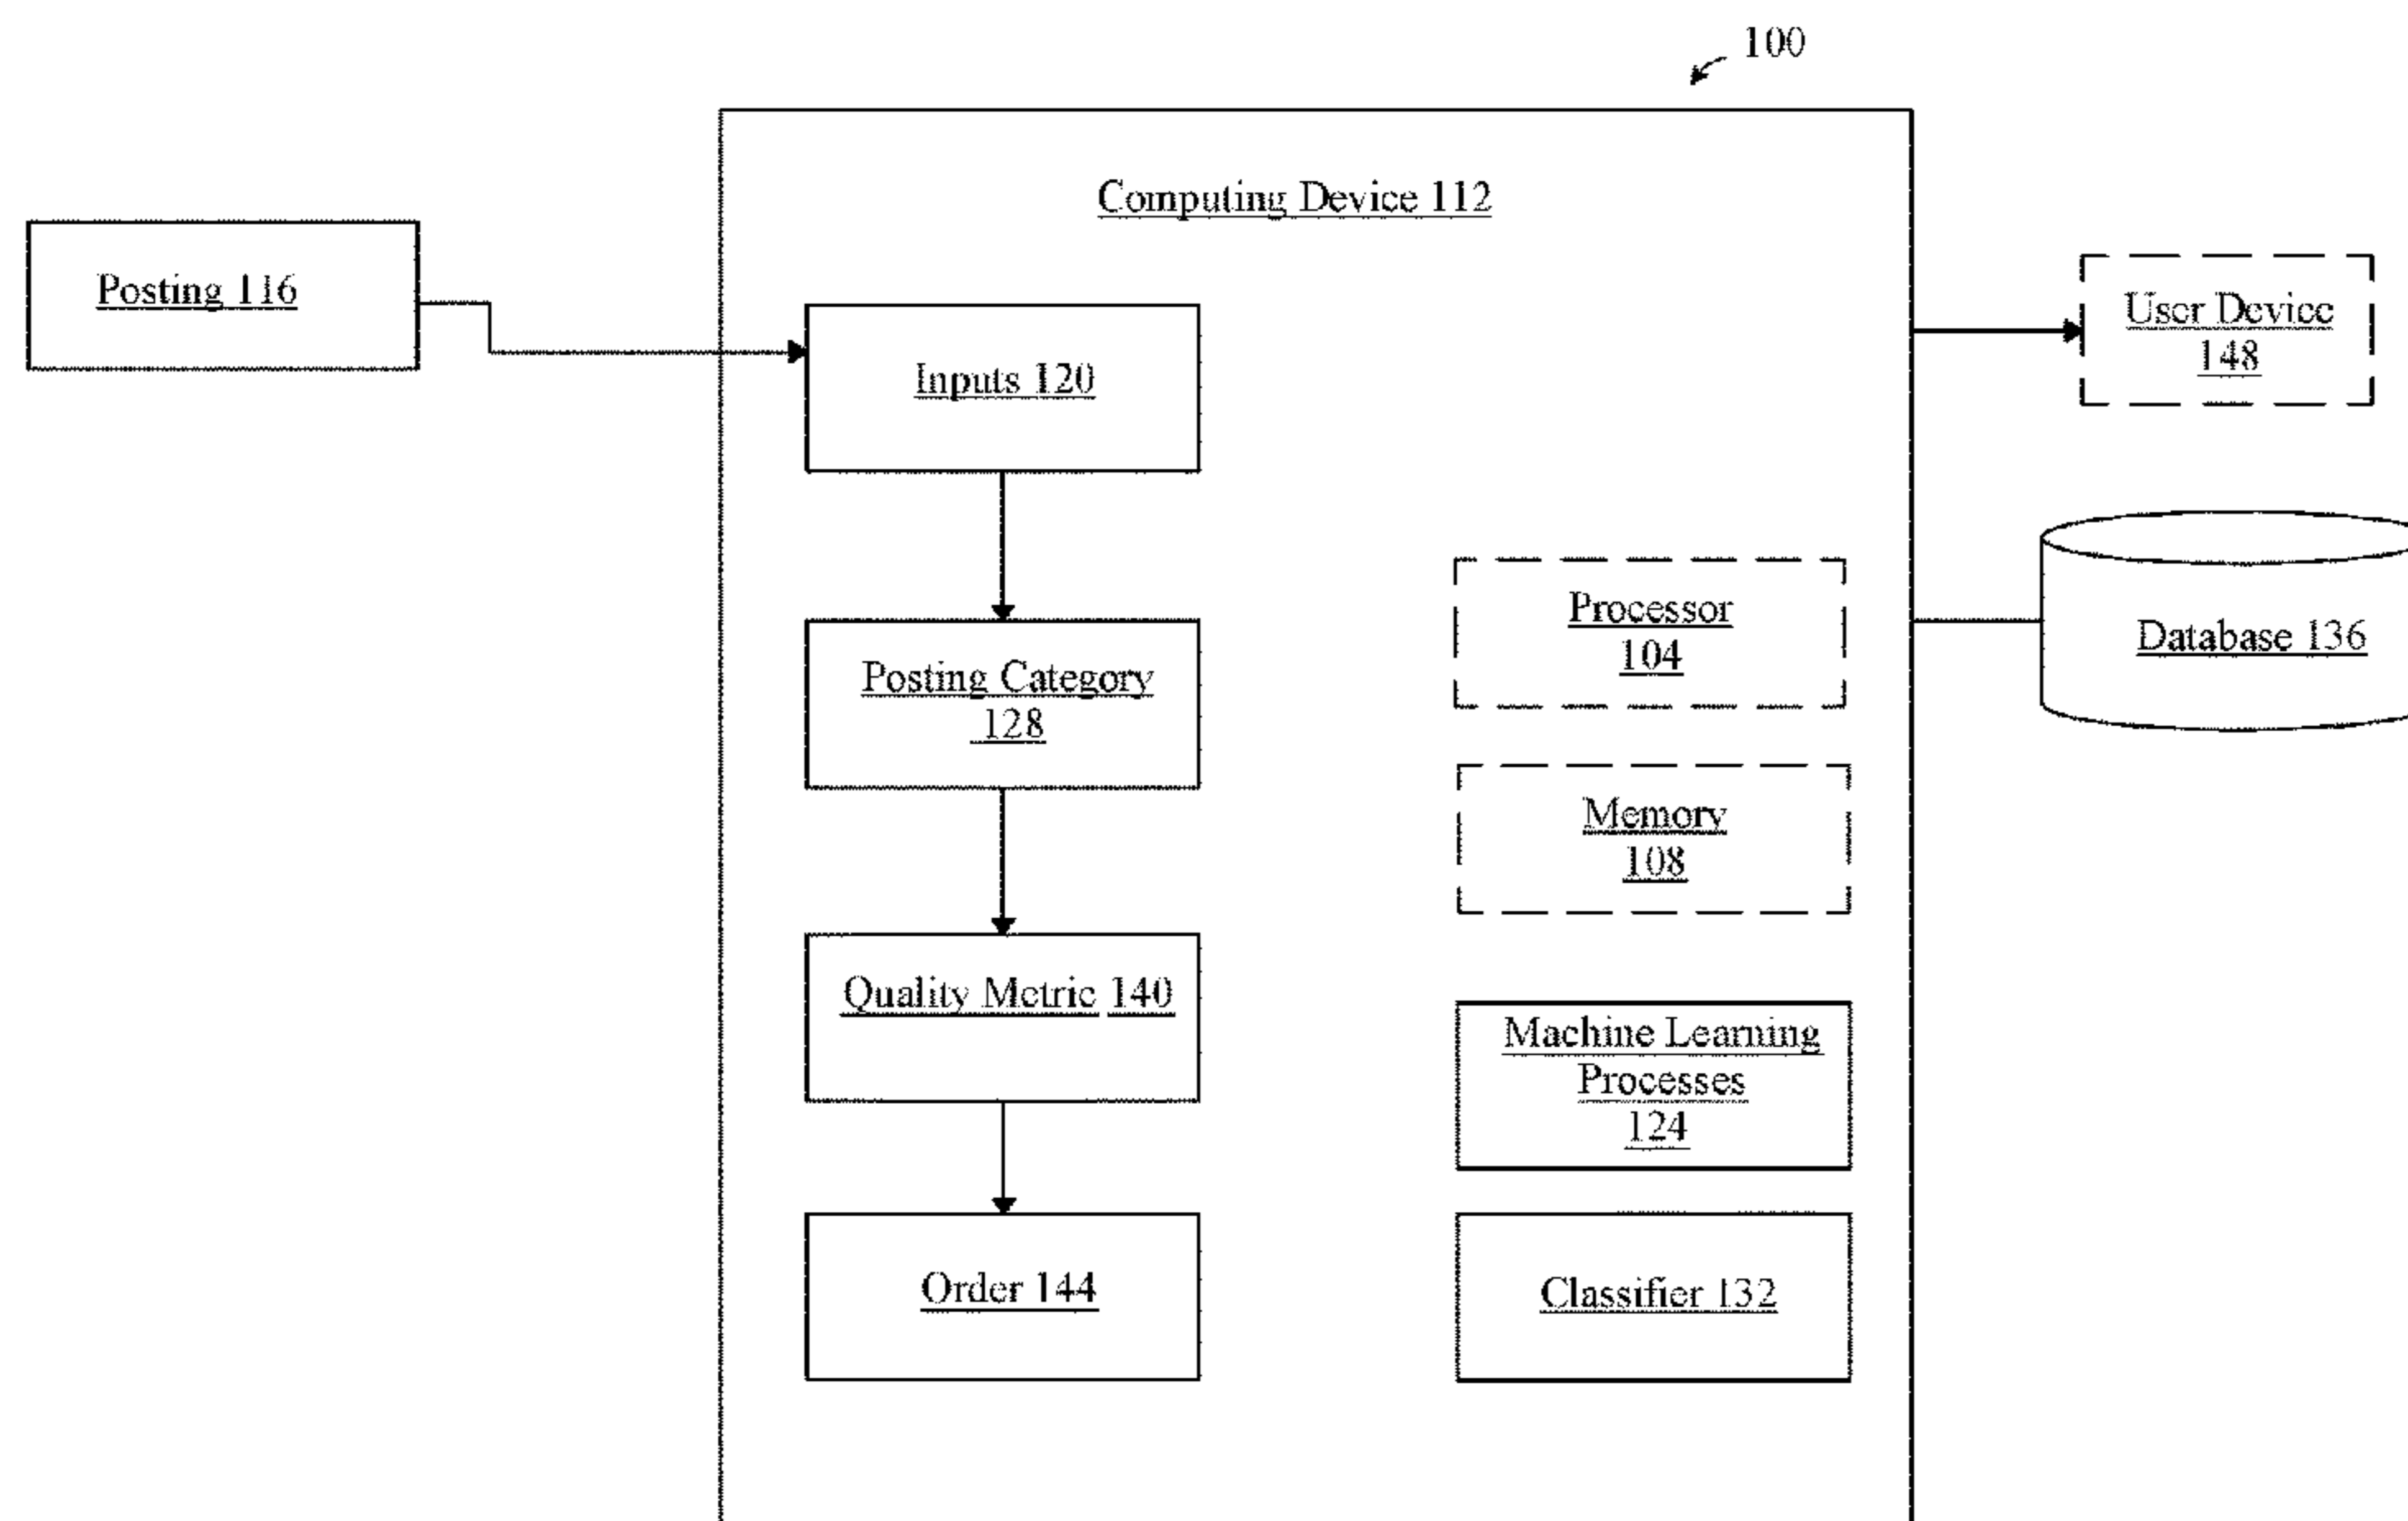 100
Computing Device 112
Posting 116
Inputs 120
User Device
148
Processor
104
Database 136
Posting Category
128
Memory
108
Quality Metric 140
Machine Learning
Processes
124
Order 144
Classifier 132